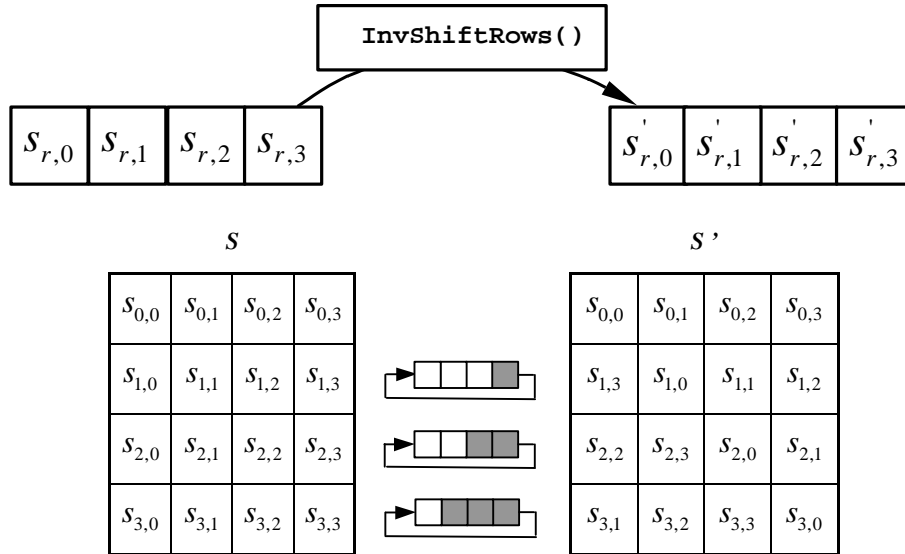 InvShiftRows()
s_{r,0} s_{r,1} s_{r,2} s_{r,3} s'_{r,0} s'_{r,1} s'_{r,2} s'_{r,3}
s s'
s_{0,0} s_{0,1} s_{0,2} s_{0,3} s_{0,0} s_{0,1} s_{0,2} s_{0,3}
s_{1,0} s_{1,1} s_{1,2} s_{1,3} s_{1,3} s_{1,0} s_{1,1} s_{1,2}
s_{2,0} s_{2,1} s_{2,2} s_{2,3} s_{2,2} s_{2,3} s_{2,0} s_{2,1}
s_{3,0} s_{3,1} s_{3,2} s_{3,3} s_{3,1} s_{3,2} s_{3,3} s_{3,0}